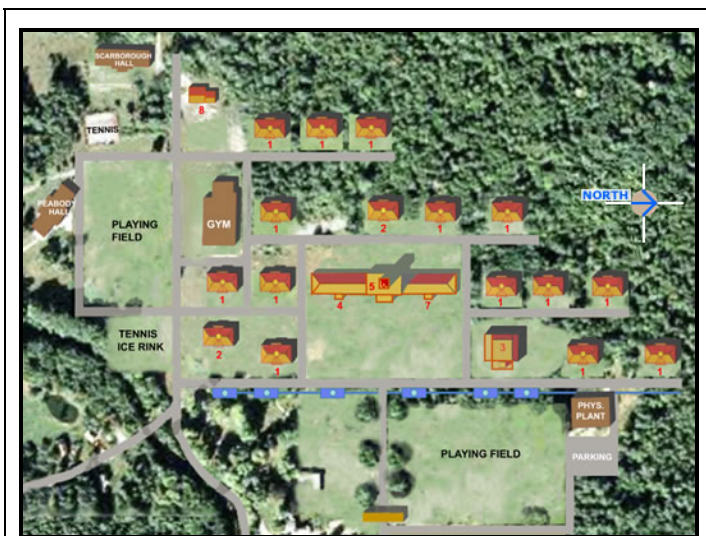 SCARBOROUGH
HALL
8
TENNIS
1
1
1
PEABODY
HALL
PLAYING
FIELD
GYM
NORTH
1
2
1
1
1
1
5
4
7
1
1
1
TENNIS
ICE RINK
2
1
3
1
1
PHYS.
PLANT
PLAYING FIELD
PARKING